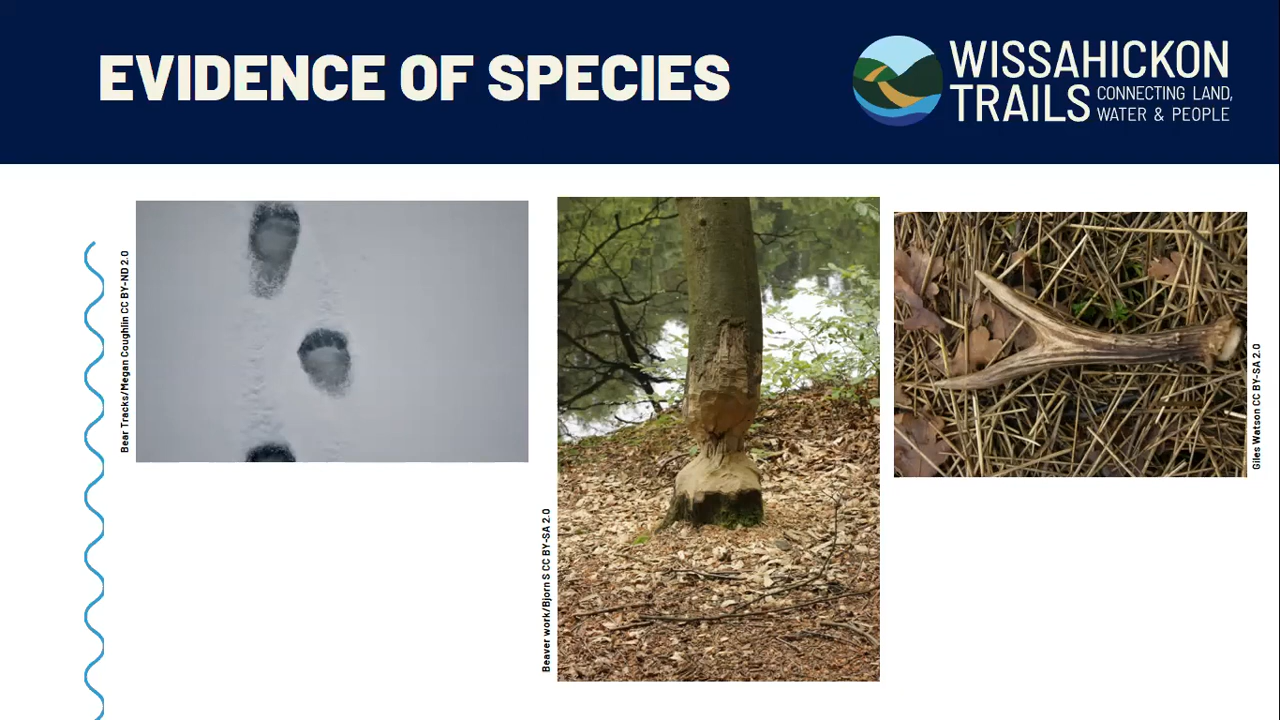 EVIDENCE OF SPECIES
WISSAHICKON
TRAILS CONNECTING LAND,
WATER & PEOPLE
Bear Tracks/Megan Coughlin CC BY-ND 2.0
Beaver work/Bjorn S CC BY-SA 2.0
Giles Watson CC BY-SA 2.0